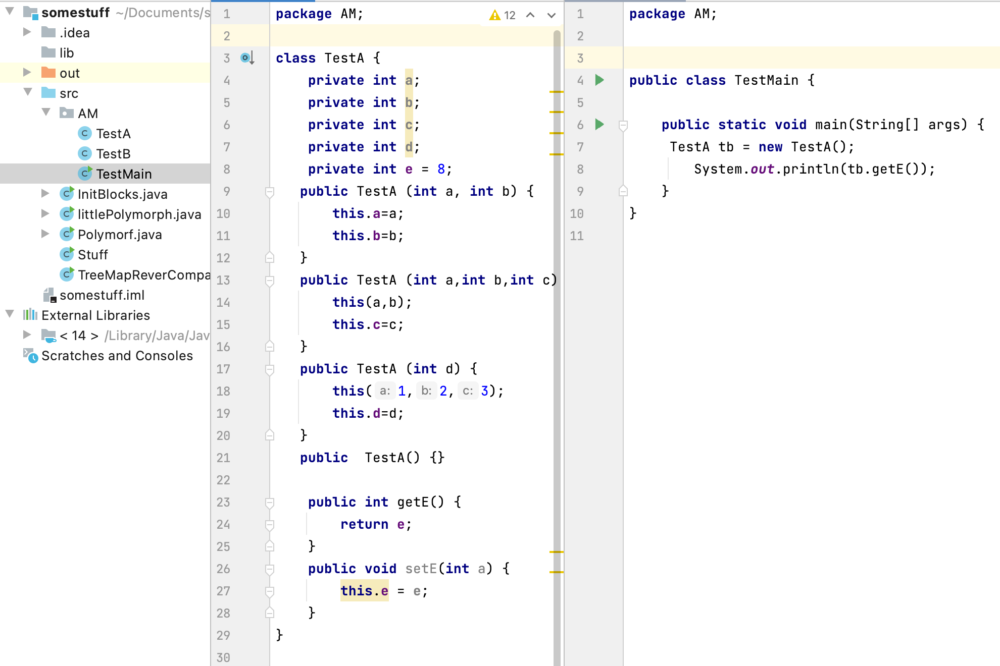 somestuff ~/Documents/s
.idea
lib
out
src
AM
TestA
TestB
TestMain
InitBlocks.java
littlePolymorph.java
Polymorf.java
Stuff
TreeMapReverCompa
somestuff.iml
External Libraries
< 14 > /Library/Java/Jav
Scratches and Consoles
12
1 package AM;
2
3 class TestA {
4 private int a;
5 private int b;
6 private int c;
7 private int d;
8 private int e = 8;
9 public TestA (int a, int b) {
10 this.a=a;
11 this.b=b;
12 }
13 public TestA (int a,int b,int c)
14 this(a,b);
15 this.c=c;
16 }
17 public TestA (int d) {
18 this( a: 1, b: 2, c: 3);
19 this.d=d;
20 }
21 public  TestA() {}
22
23 public int getE() {
24 return e;
25 }
26 public void setE(int a) {
27 this.e = e;
28 }
29 }
30
1 package AM;
2
3
4 public class TestMain {
5
6 public static void main(String[] args) {
7 TestA tb = new TestA();
8 System.out.println(tb.getE());
9 }
10 }
11